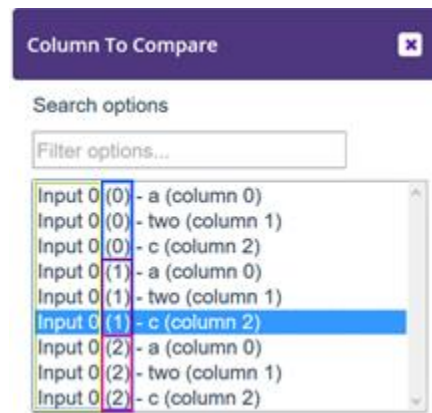 Column To Compare
Search options
Filter options...
Input 0 (0) - a (column 0)
Input 0 (0) - two (column 1)
Input 0 (0) - c (column 2)
Input 0 (1) - a (column 0)
Input 0 (1) - two (column 1)
Input 0 (1) - c (column 2)
Input 0 (2) - a (column 0)
Input 0 (2) - two (column 1)
Input 0 (2) - c (column 2)